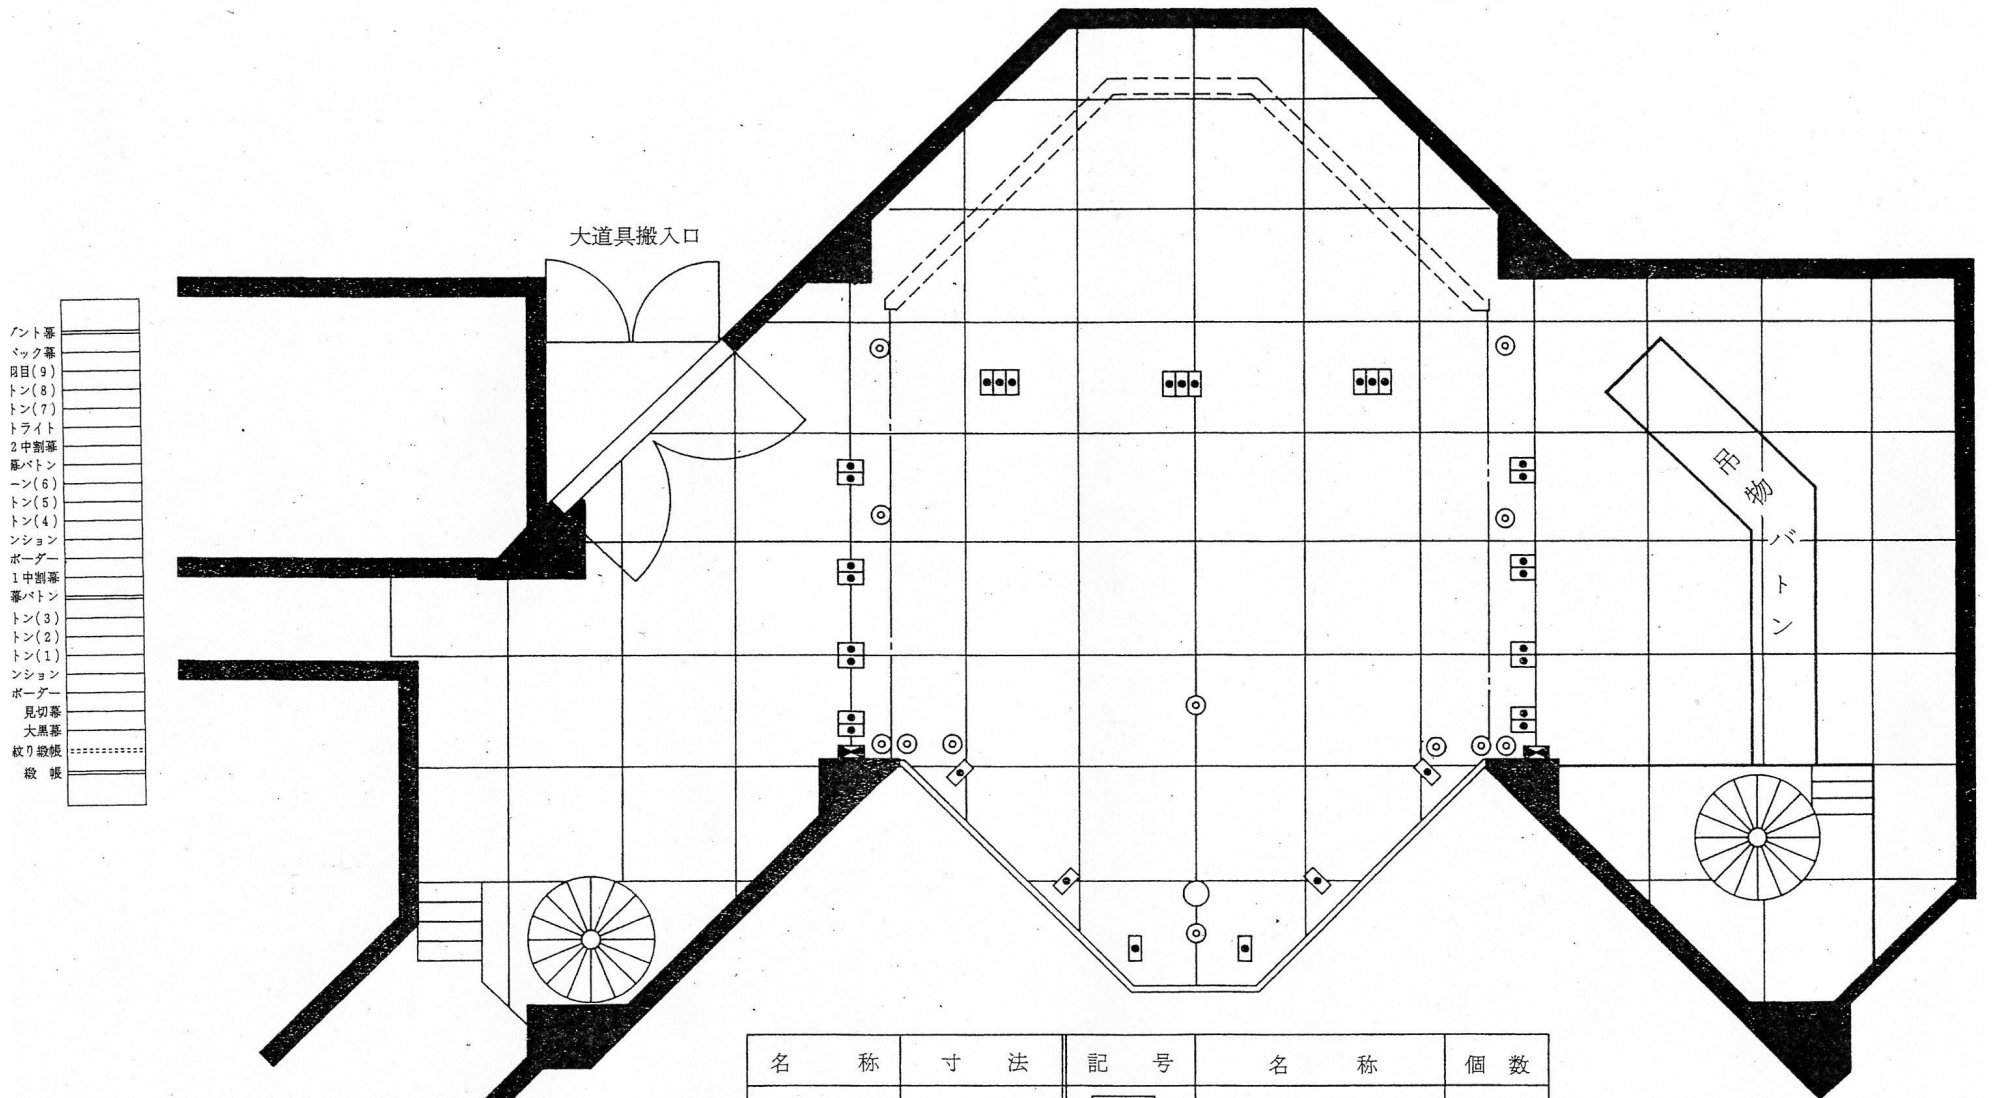 大道具搬入口
ント幕
バック幕
目(9)
トン(8)
トン(7)
トライト
2中割幕
幕バトン
ーン(6)
トン(5)
トン(4)
ンション
ボーダー
1中割幕
幕バトン
トン(3)
トン(2)
トン(1)
ンション
ボーダー
見切幕
大黒幕
絞り緞帳
緞帳
吊物バトン
名称 寸法 記号 名称 個数